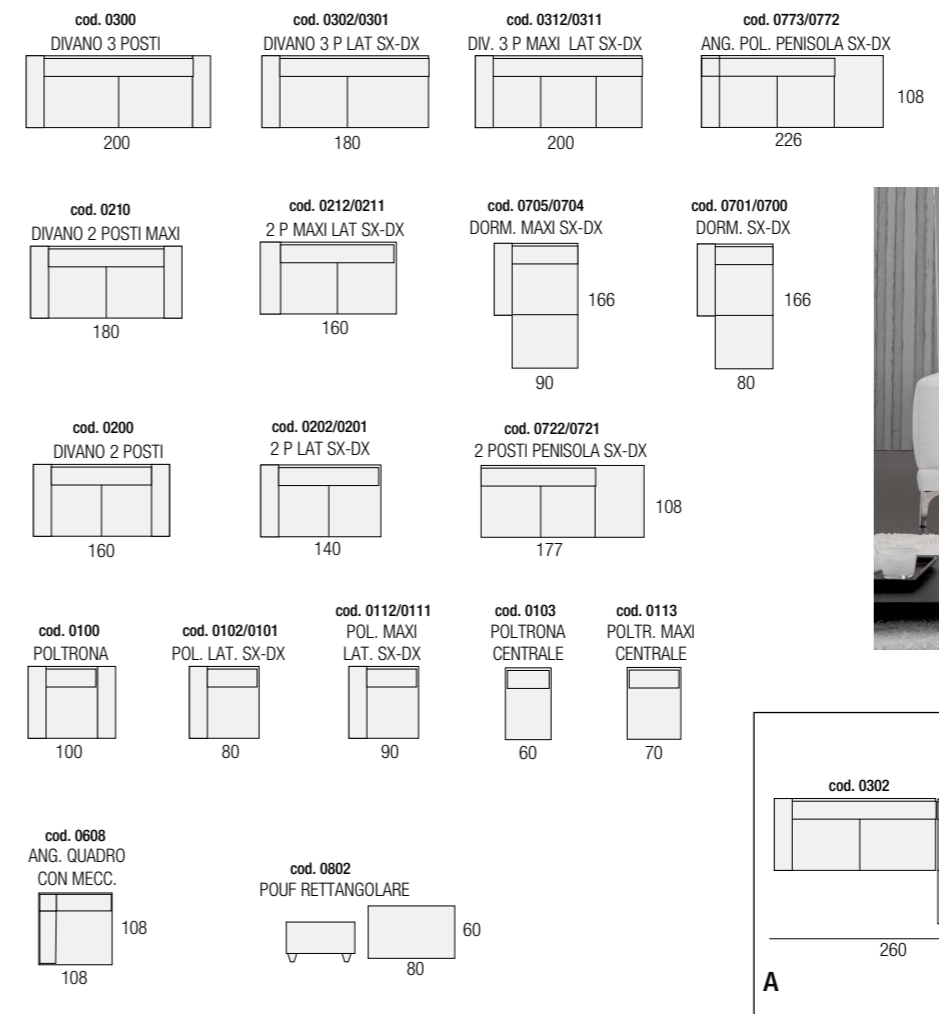 cod. 0300
DIVANO 3 POSTI
200
cod. 0302/0301
DIVANO 3 P LAT SX-DX
180
cod. 0312/0311
DIV. 3 P MAXI LAT SX-DX
200
cod. 0773/0772
ANG. POL. PENISOLA SX-DX
108
226
cod. 0210
DIVANO 2 POSTI MAXI
180
cod. 0212/0211
2 P MAXI LAT SX-DX
160
cod. 0705/0704
DORM. MAXI SX-DX
166
90
cod. 0701/0700
DORM. SX-DX
166
80
cod. 0200
DIVANO 2 POSTI
160
cod. 0202/0201
2 P LAT SX-DX
140
cod. 0722/0721
2 POSTI PENISOLA SX-DX
108
177
cod. 0100
POLTRONA
100
cod. 0102/0101
POL. LAT. SX-DX
80
cod. 0112/0111
POL. MAXI
LAT. SX-DX
90
cod. 0103
POLTRONA
CENTRALE
60
cod. 0113
POLTR. MAXI
CENTRALE
70
cod. 0608
ANG. QUADRO
CON MECC.
108
108
cod. 0802
POUF RETTANGOLARE
60
80
cod. 0302
260
A